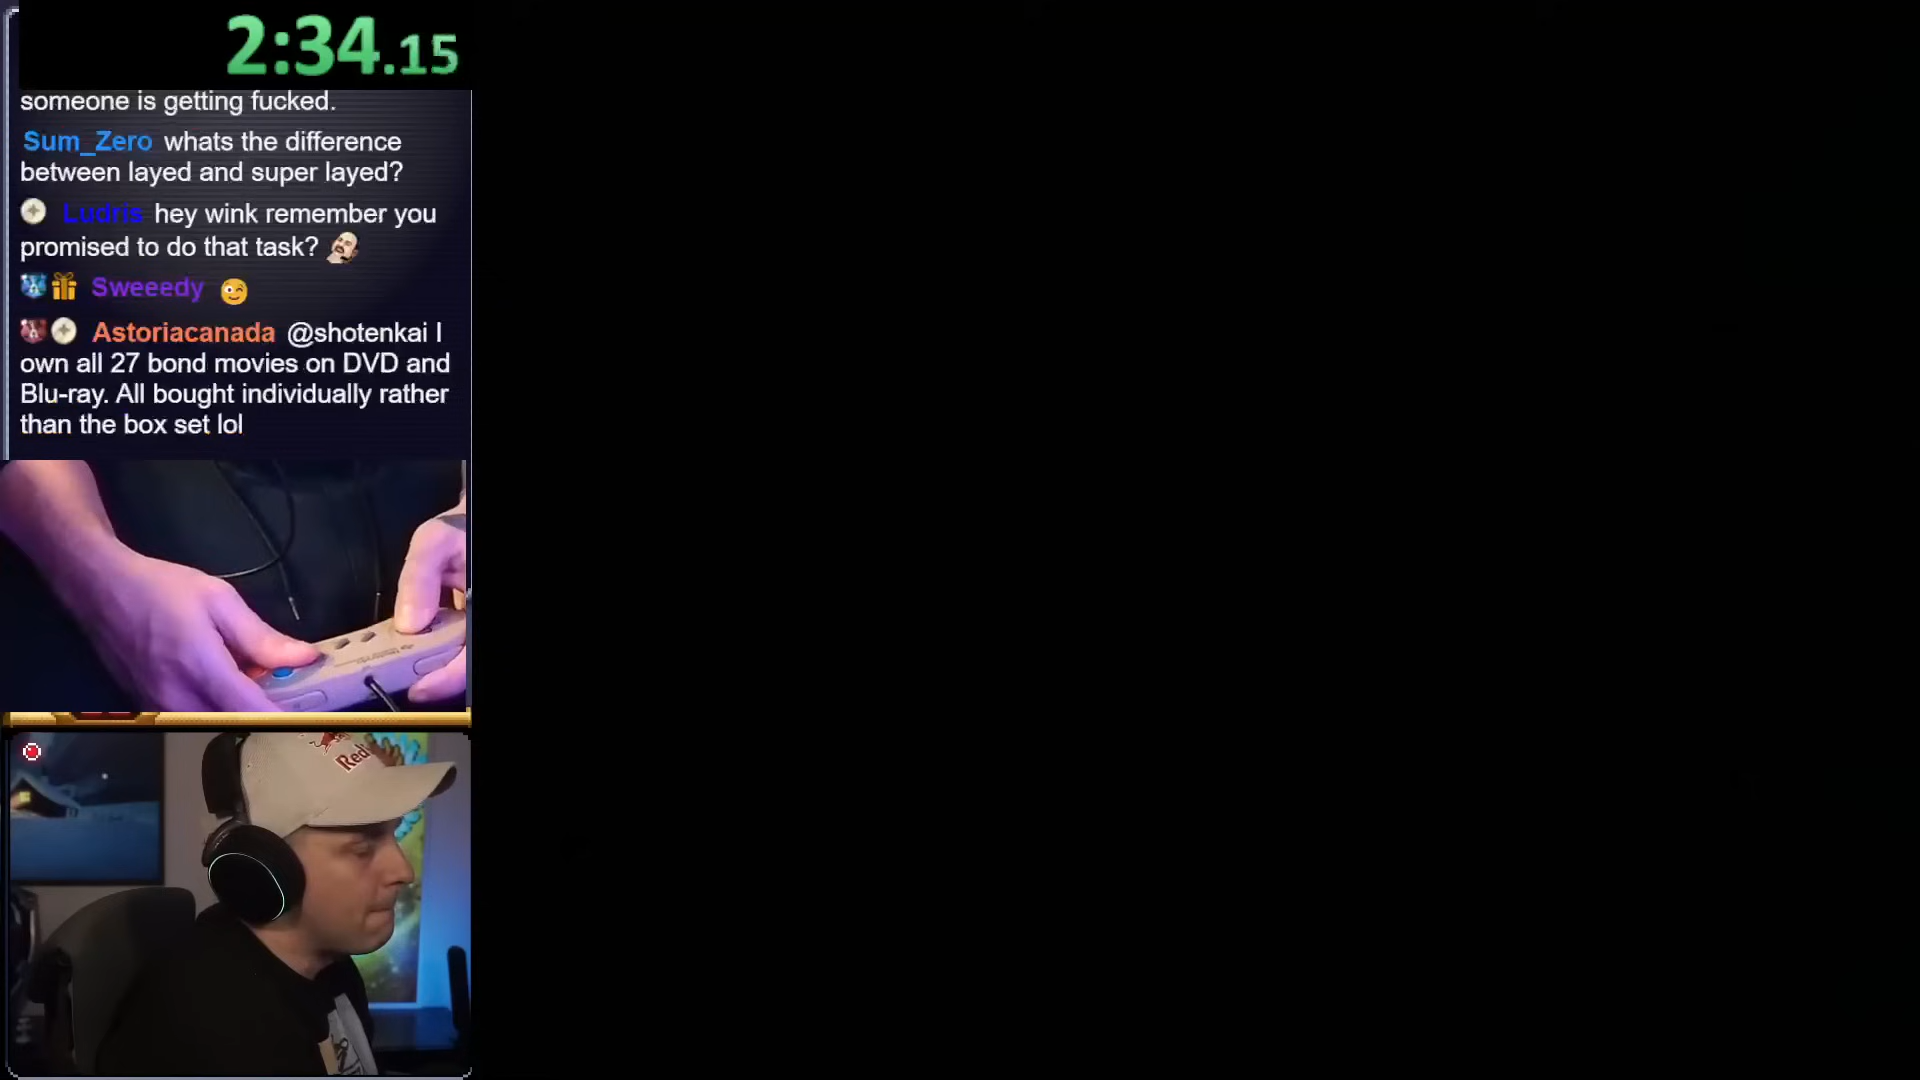 2:34.15
someone is getting fucked.
Sum_Zero whats the difference
between layed and super layed?
Ludris hey wink remember you
promised to do that task?
Sweeedy
Astoriacanada @shotenkai I
own all 27 bond movies on DVD and
Blu-ray. All bought individually rather
than the box set lol
Red